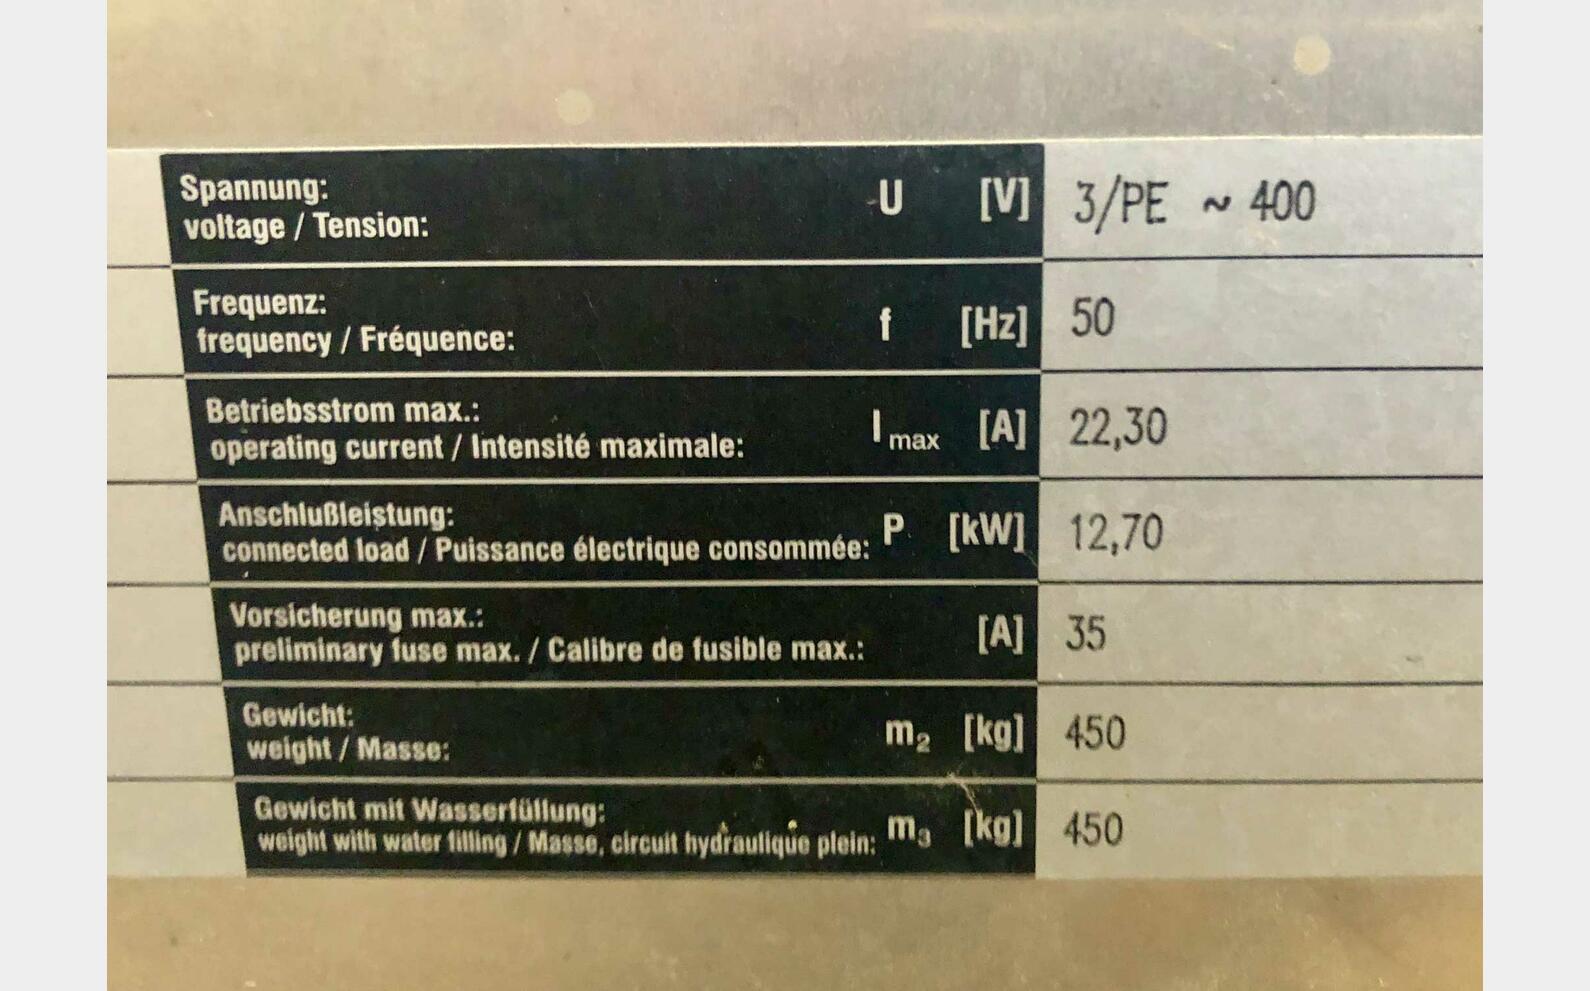 Spannung: U [V] 3/PE ~ 400
voltage / Tension:
Frequenz: f [Hz] 50
frequency / Fréquence:
Betriebsstrom max.: I max [A] 22,30
operating current / Intensité maximale:
Anschlußleistung: P [kW] 12,70
connected load / Puissance électrique consommée:
Vorsicherung max.: [A] 35
preliminary fuse max. / Calibre de fusible max.:
Gewicht: m₂ [kg] 450
weight / Masse:
Gewicht mit Wasserfüllung: m₃ [kg] 450
weight with water filling / Masse, circuit hydraulique plein: